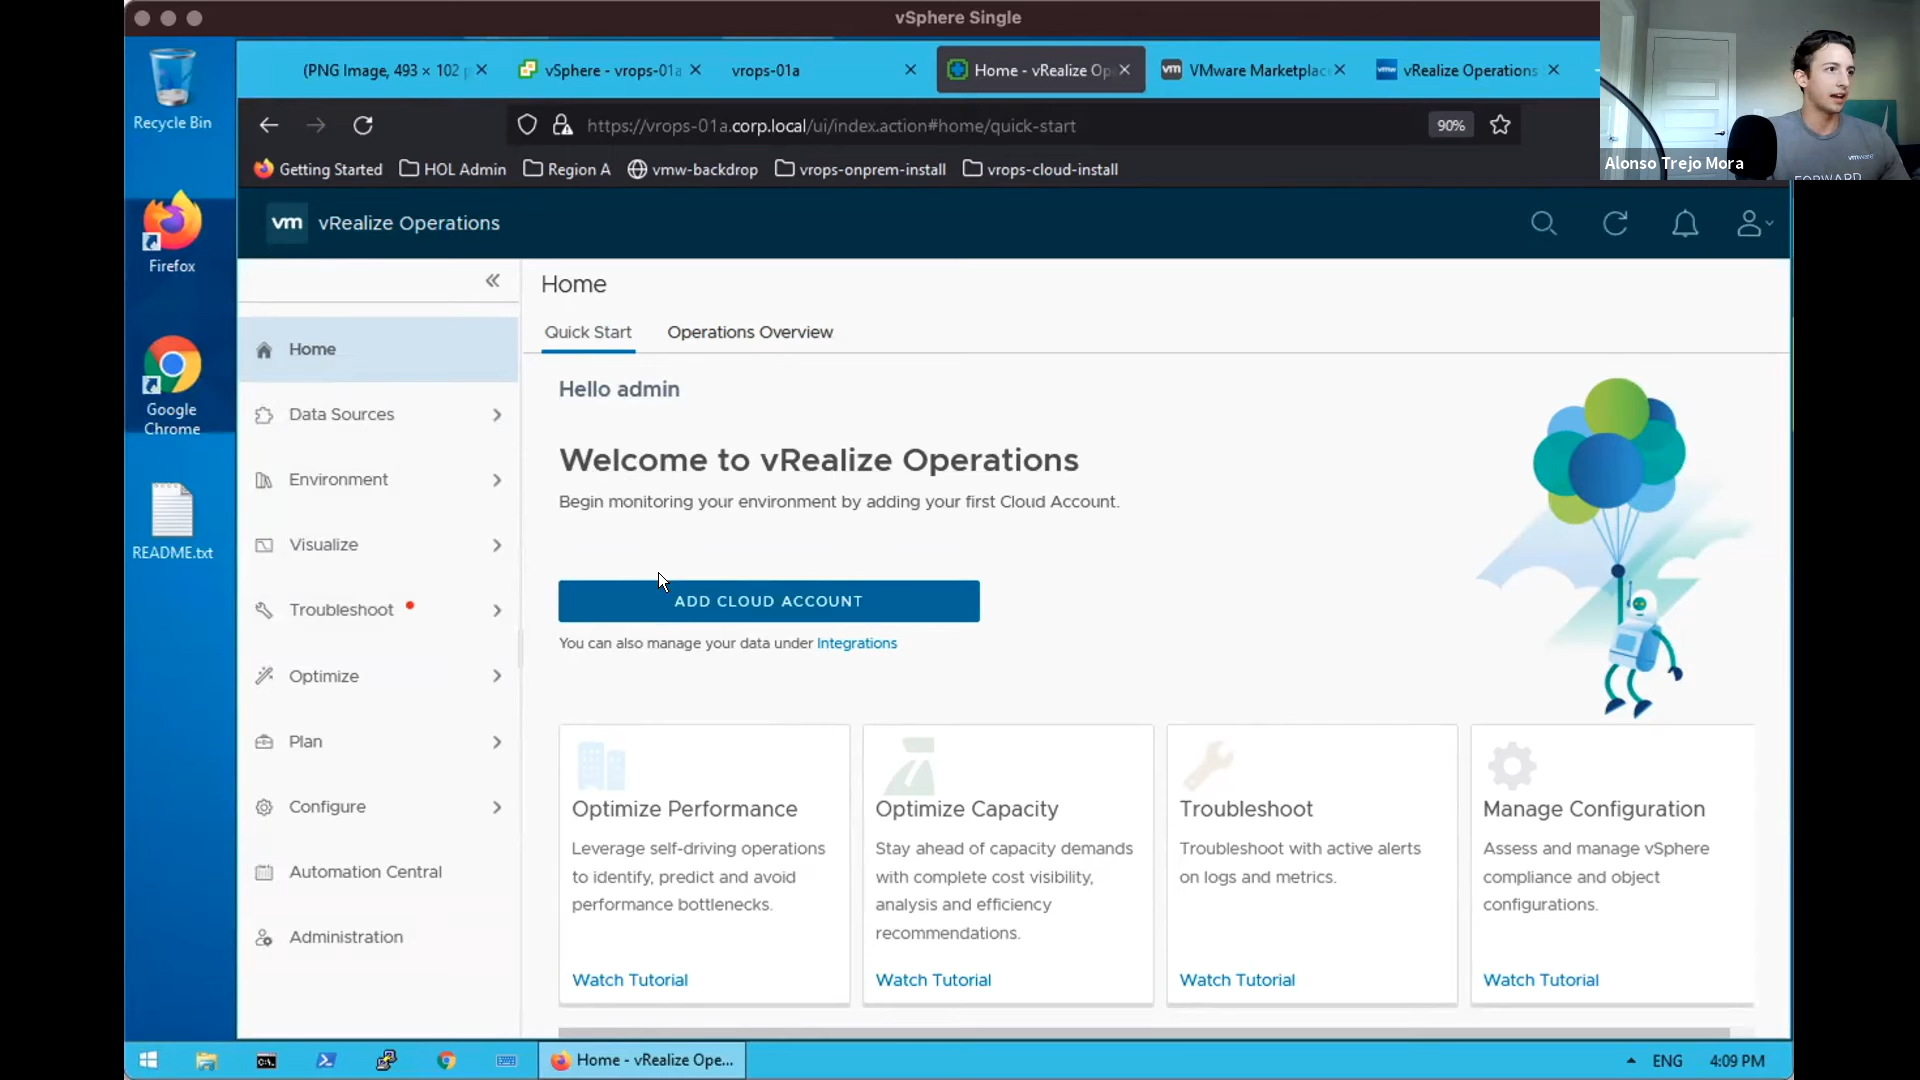 vSphere Single
(PNG Image, 493 × 102 p
vSphere - vrops-01a
vrops-01a
Home - vRealize Op
vm
VMware Marketplac
vmw
vRealize Operations
https://vrops-01a.corp.local/ui/index.action#home/quick-start
90%
Getting Started
HOL Admin
Region A
vmw-backdrop
vrops-onprem-install
vrops-cloud-install
Alonso Trejo Mora
vmware
FORWARD
Recycle Bin
Firefox
Google
Chrome
README.txt
vm vRealize Operations
Home
Data Sources
Environment
Visualize
Troubleshoot
Optimize
Plan
Configure
Automation Central
Administration
Home
Quick Start
Operations Overview
Hello admin
Welcome to vRealize Operations
Begin monitoring your environment by adding your first Cloud Account.
ADD CLOUD ACCOUNT
You can also manage your data under Integrations
Optimize Performance
Leverage self-driving operations
to identify, predict and avoid
performance bottlenecks.
Watch Tutorial
Optimize Capacity
Stay ahead of capacity demands
with complete cost visibility,
analysis and efficiency
recommendations.
Watch Tutorial
Troubleshoot
Troubleshoot with active alerts
on logs and metrics.
Watch Tutorial
Manage Configuration
Assess and manage vSphere
compliance and object
configurations.
Watch Tutorial
Home - vRealize Ope...
ENG
4:09 PM